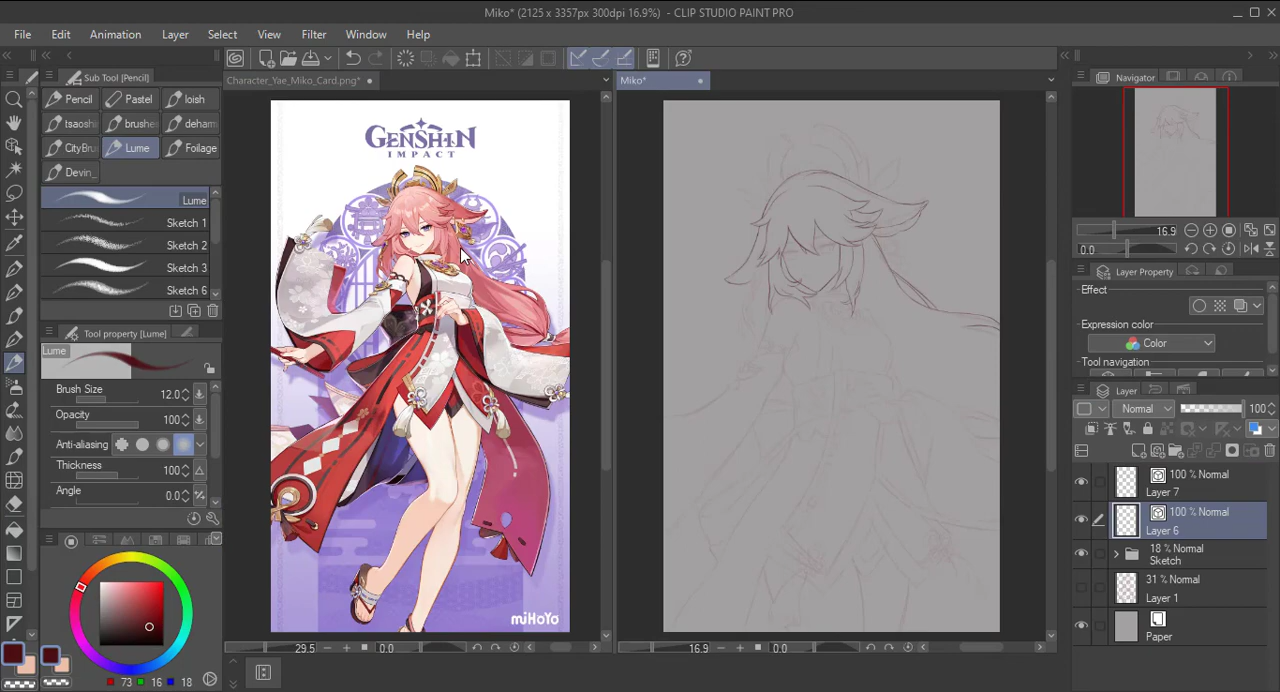 Miko* (2125 x 3357px 300dpi 16.9%) - CLIP STUDIO PAINT PRO
File Edit Animation Layer Select View Filter Window Help
Sub Tool [Pencil]
Character_Yae_Miko_Card.png*
Miko*
Navigator
Pencil Pastel loish
tsaosh brushe deham
CityBru Lume Foilage
Devin_
Lume
Sketch 1
Sketch 2
Sketch 3
Sketch 6
Tool property [Lume]
Lume
Brush Size 12.0
Opacity 100
Anti-aliasing
Thickness 100
Angle 0.0
73 16 18
GENSHIN
IMPACT
miHoYo
29.5 0.0
16.9 0.0
16.9
0.0
Layer Property
Effect
Expression color
Color
Tool navigation
Layer
Normal 100
100 % Normal
Layer 7
100 % Normal
Layer 6
18 % Normal
Sketch
31 % Normal
Layer 1
Paper